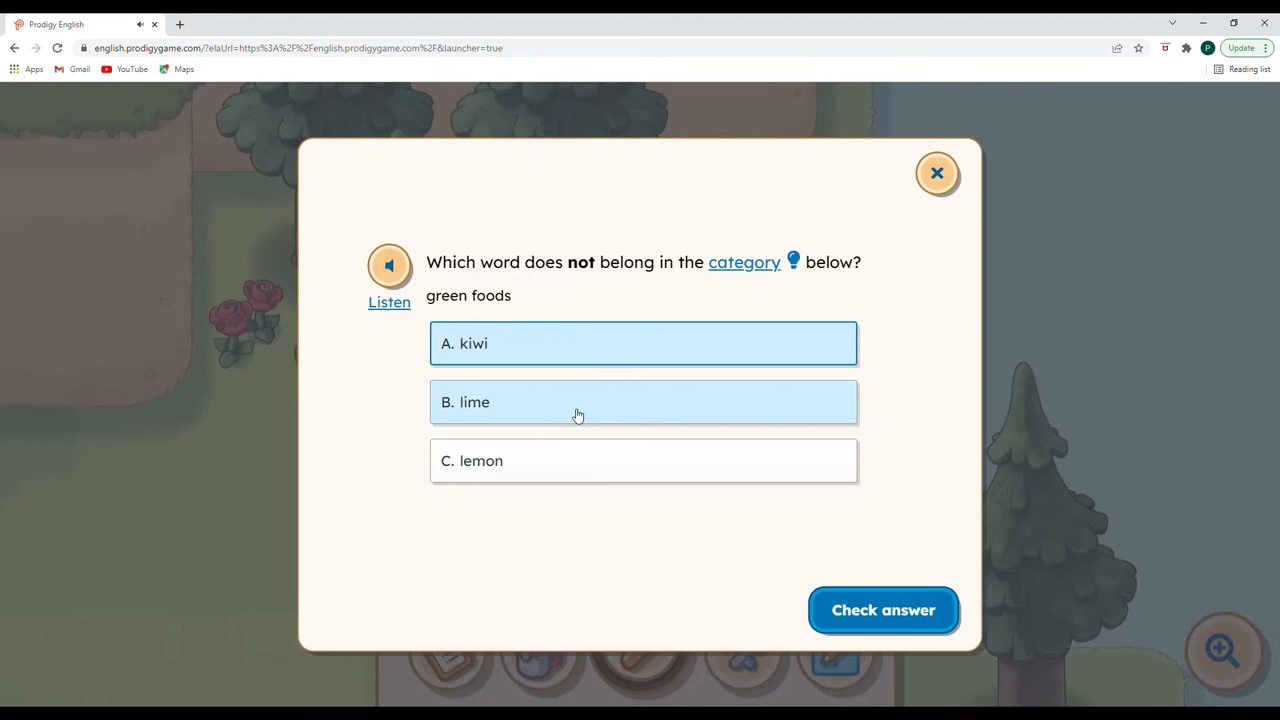 Prodigy English
english.prodigygame.com/?elaUrl=https%3A%2F%2Fenglish.prodigygame.com%2F&launcher=true
P
Update
Apps
Gmail
YouTube
Maps
Reading list
Which word does not belong in the category below?
Listen
green foods
A. kiwi
B. lime
C. lemon
Check answer